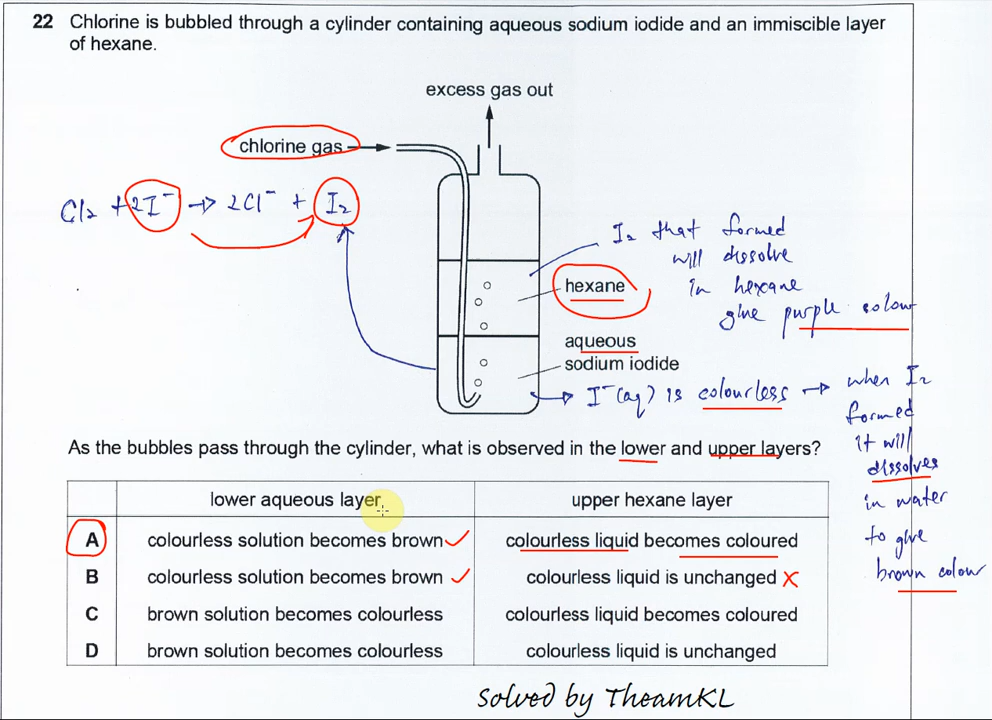 22 Chlorine is bubbled through a cylinder containing aqueous sodium iodide and an immiscible layer
of hexane.
excess gas out
chlorine gas
Cl₂ + 2I⁻ → 2Cl⁻ + I₂
I₂ that formed
will dissolve
in hexane
give purple colour
hexane
aqueous
sodium iodide
→ I⁻(aq) is colourless → when I₂
formed
it will
dissolves
in water
to give
brown colour
As the bubbles pass through the cylinder, what is observed in the lower and upper layers?
lower aqueous layer upper hexane layer
A colourless solution becomes brown ✓ colourless liquid becomes coloured
B colourless solution becomes brown ✓ colourless liquid is unchanged X
C brown solution becomes colourless colourless liquid becomes coloured
D brown solution becomes colourless colourless liquid is unchanged
Solved by TheamKL